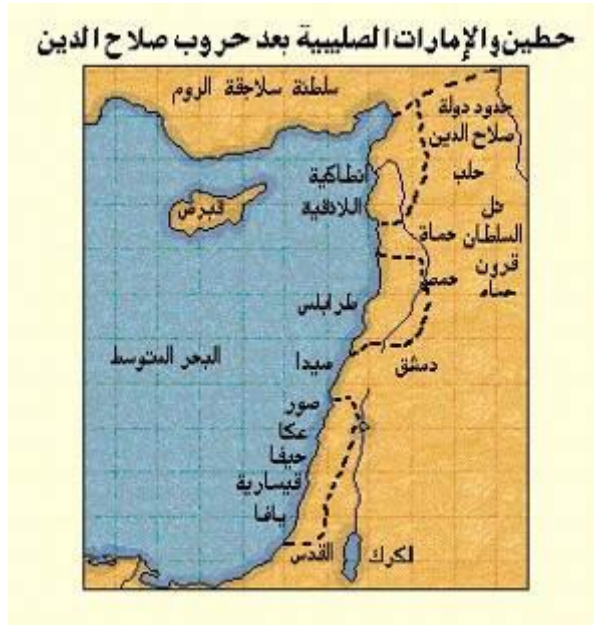 حطين والإمارات الصليبية بعد حروب صلاح الدين
سلطنة سلاجقة الروم
حدود دولة
صلاح الدين
انطاكية
حلب
اللاذقية
قبرص
تل
السلطان
حماة
قرون
حماه
حمص
طرابلس
البحر المتوسط
صيدا
دمشق
صور
عكا
حيفا
قيسارية
يافا
القدس
الكرك